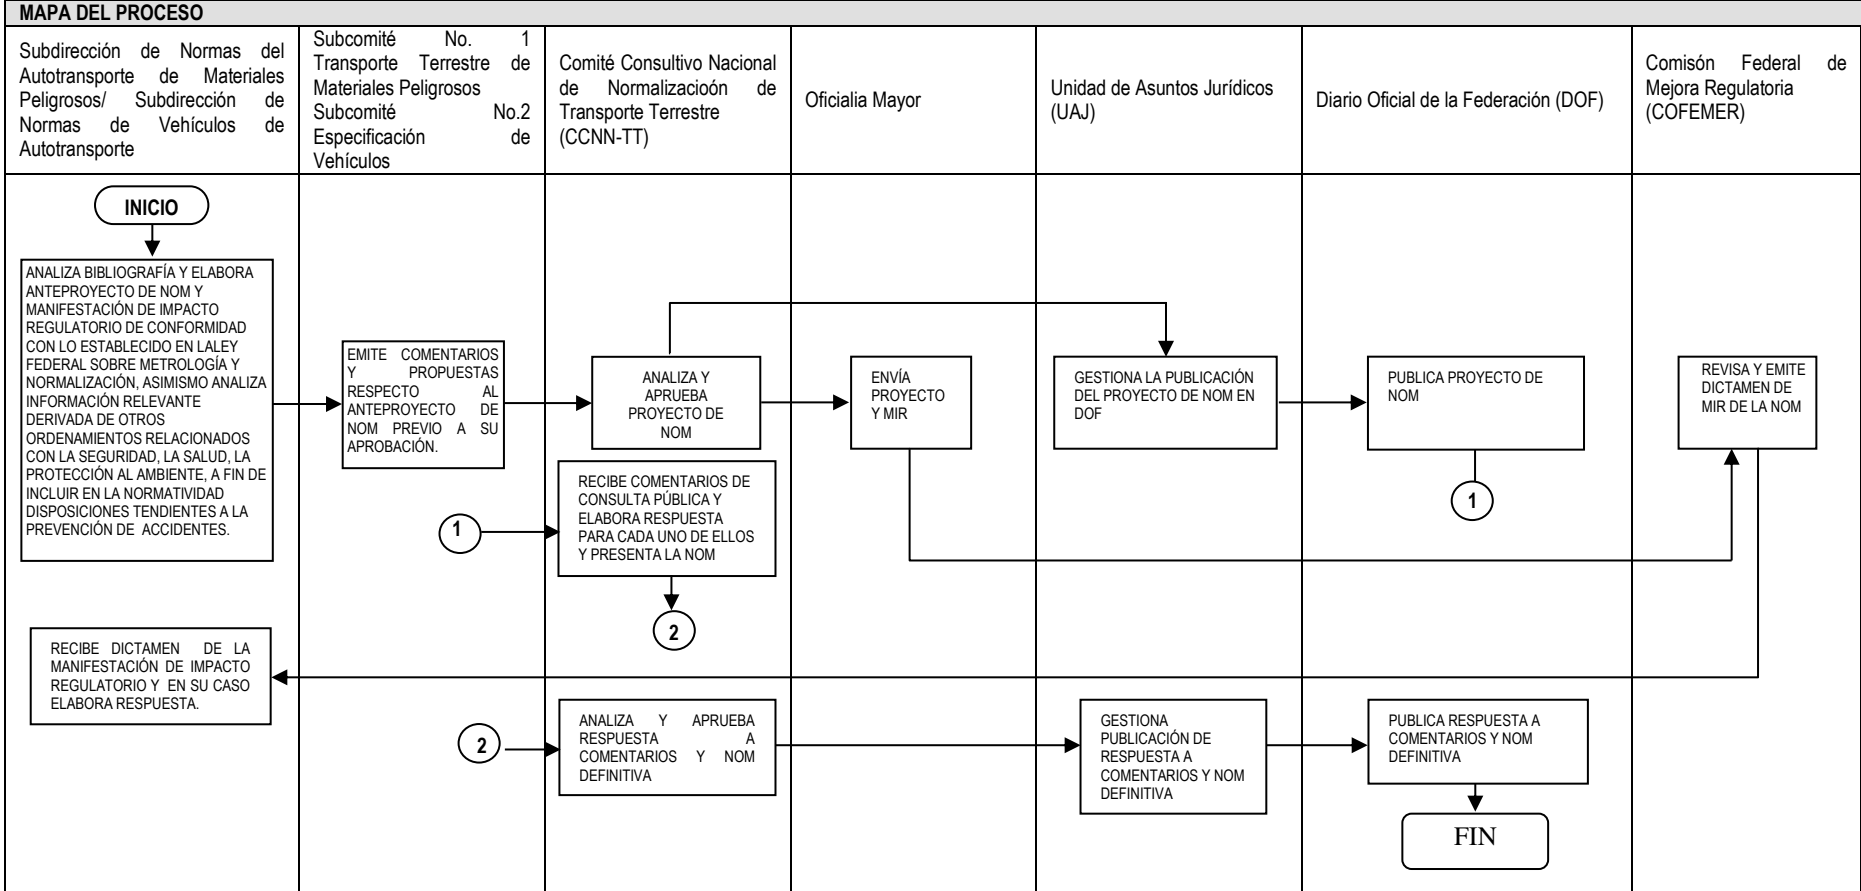 MAPA DEL PROCESO
Subdirección de Normas del
Autotransporte de Materiales
Peligrosos/ Subdirección de
Normas de Vehículos de
Autotransporte
Subcomité No. 1
Transporte Terrestre de
Materiales Peligrosos
Subcomité No.2
Especificación de
Vehículos
Comité Consultivo Nacional
de Normalizacioón de
Transporte Terrestre
(CCNN-TT)
Oficialia Mayor
Unidad de Asuntos Jurídicos
(UAJ)
Diario Oficial de la Federación (DOF)
Comisón Federal de
Mejora Regulatoria
(COFEMER)
INICIO
ANALIZA BIBLIOGRAFÍA Y ELABORA
ANTEPROYECTO DE NOM Y
MANIFESTACIÓN DE IMPACTO
REGULATORIO DE CONFORMIDAD
CON LO ESTABLECIDO EN LALEY
FEDERAL SOBRE METROLOGÍA Y
NORMALIZACIÓN, ASIMISMO ANALIZA
INFORMACIÓN RELEVANTE
DERIVADA DE OTROS
ORDENAMIENTOS RELACIONADOS
CON LA SEGURIDAD, LA SALUD, LA
PROTECCIÓN AL AMBIENTE, A FIN DE
INCLUIR EN LA NORMATIVIDAD
DISPOSICIONES TENDIENTES A LA
PREVENCIÓN DE ACCIDENTES.
EMITE COMENTARIOS
Y PROPUESTAS
RESPECTO AL
ANTEPROYECTO DE
NOM PREVIO A SU
APROBACIÓN.
ANALIZA Y
APRUEBA
PROYECTO DE
NOM
ENVÍA
PROYECTO
Y MIR
GESTIONA LA PUBLICACIÓN
DEL PROYECTO DE NOM EN
DOF
PUBLICA PROYECTO DE
NOM
REVISA Y EMITE
DICTAMEN DE
MIR DE LA NOM
1
1
RECIBE COMENTARIOS DE
CONSULTA PÚBLICA Y
ELABORA RESPUESTA
PARA CADA UNO DE ELLOS
Y PRESENTA LA NOM
2
RECIBE DICTAMEN DE LA
MANIFESTACIÓN DE IMPACTO
REGULATORIO Y EN SU CASO
ELABORA RESPUESTA.
2
ANALIZA Y APRUEBA
RESPUESTA A
COMENTARIOS Y NOM
DEFINITIVA
GESTIONA
PUBLICACIÓN DE
RESPUESTA A
COMENTARIOS Y NOM
DEFINITIVA
PUBLICA RESPUESTA A
COMENTARIOS Y NOM
DEFINITIVA
FIN